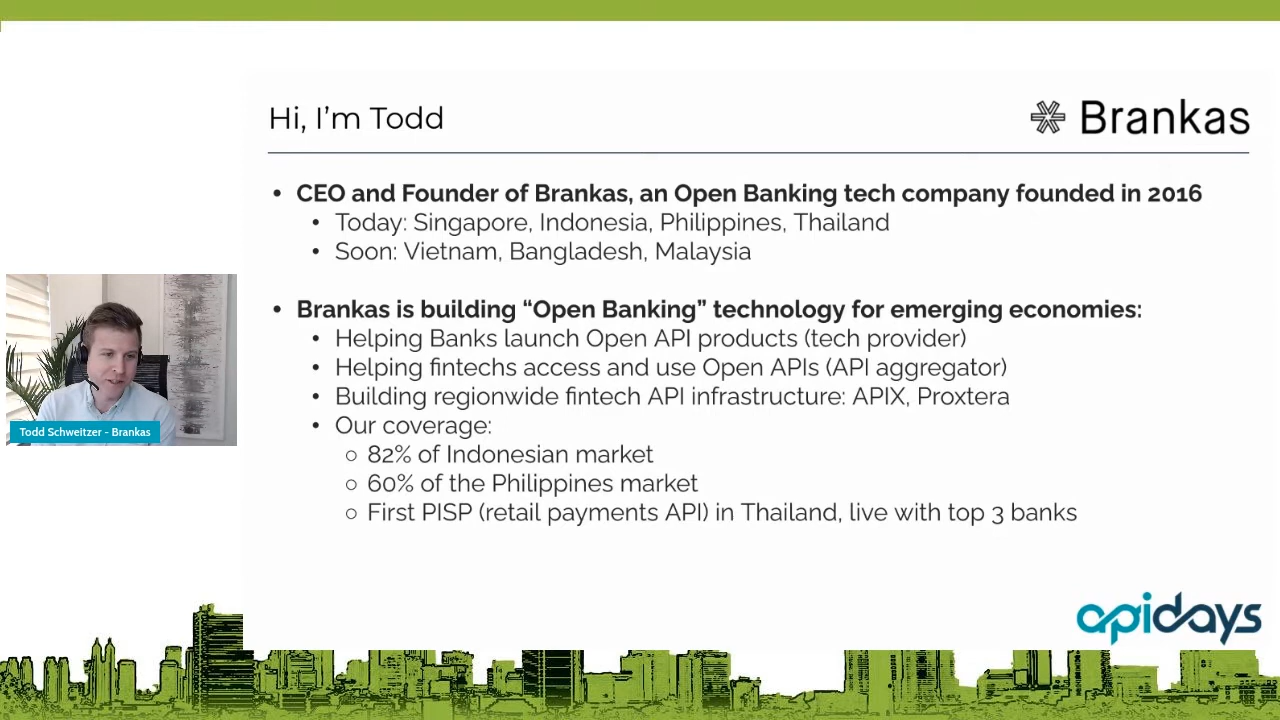 Hi, I'm Todd
Brankas
• CEO and Founder of Brankas, an Open Banking tech company founded in 2016
• Today: Singapore, Indonesia, Philippines, Thailand
• Soon: Vietnam, Bangladesh, Malaysia
• Brankas is building “Open Banking” technology for emerging economies:
• Helping Banks launch Open API products (tech provider)
• Helping fintechs access and use Open APIs (API aggregator)
• Building regionwide fintech API infrastructure: APIX, Proxtera
• Our coverage:
○ 82% of Indonesian market
○ 60% of the Philippines market
○ First PISP (retail payments API) in Thailand, live with top 3 banks
Todd Schweitzer - Brankas
apidays